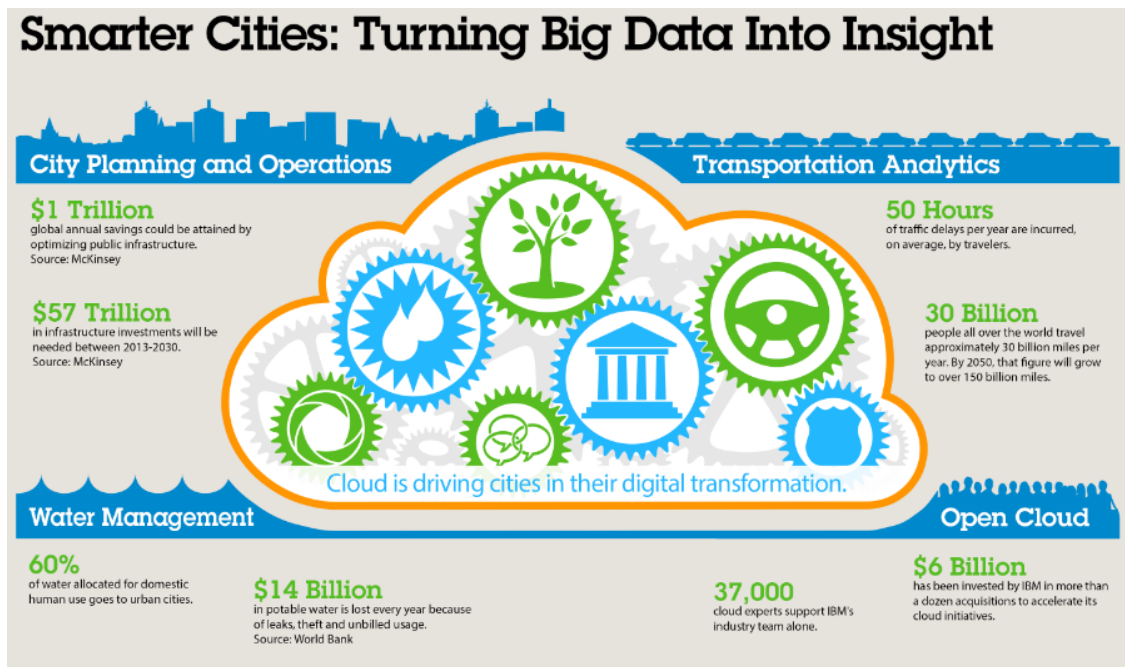 Smarter Cities: Turning Big Data Into Insight
City Planning and Operations
$1 Trillion
global annual savings could be attained by
optimizing public infrastructure.
Source: McKinsey
$57 Trillion
in infrastructure investments will be
needed between 2013-2030.
Source: McKinsey
Transportation Analytics
50 Hours
of traffic delays per year are incurred,
on average, by travelers.
30 Billion
people all over the world travel
approximately 30 billion miles per
year. By 2050, that figure will grow
to over 150 billion miles.
Cloud is driving cities in their digital transformation.
Water Management
60%
of water allocated for domestic
human use goes to urban cities.
$14 Billion
in potable water is lost every year because
of leaks, theft and unbilled usage.
Source: World Bank
Open Cloud
37,000
cloud experts support IBM's
industry team alone.
$6 Billion
has been invested by IBM in more than
a dozen acquisitions to accelerate its
cloud initiatives.